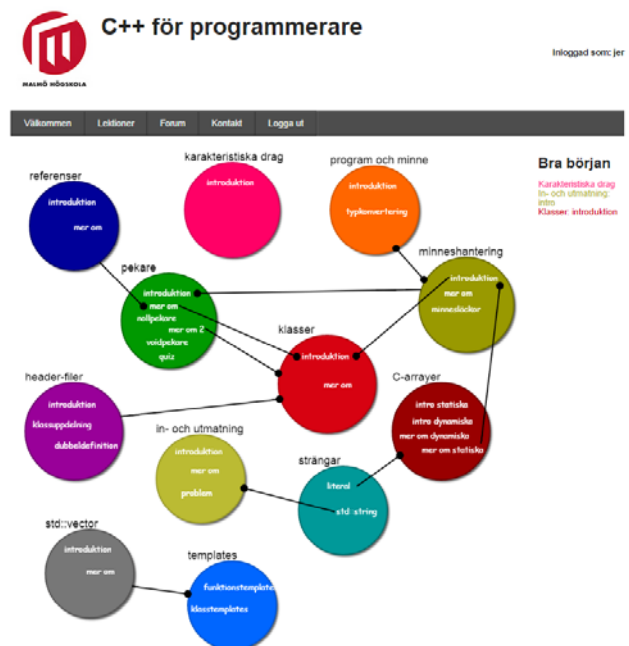 C++ för programmerare
Inloggad som: jer
MALMÖ HÖGSKOLA
Välkommen
Lektioner
Forum
Kontakt
Logga ut
karakteristiska drag
introduktion
program och minne
introduktion
typkonvertering
Bra början
Karakteristiska drag
In- och utmatning:
intro
Klasser: introduktion
referenser
introduktion
mer om
minneshantering
introduktion
mer om
minnesläckor
pekare
introduktion
mer om
nollpekare
mer om 2
voidpekare
quiz
klasser
introduktion
mer om
header-filer
introduktion
klassuppdelning
dubbeldefinition
C-arrayer
intro statiska
intro dynamiska
mer om dynamiska
mer om statiska
in- och utmatning
introduktion
mer om
problem
strängar
literal
std::string
std::vector
introduktion
mer om
templates
funktionstemplate
klasstemplates